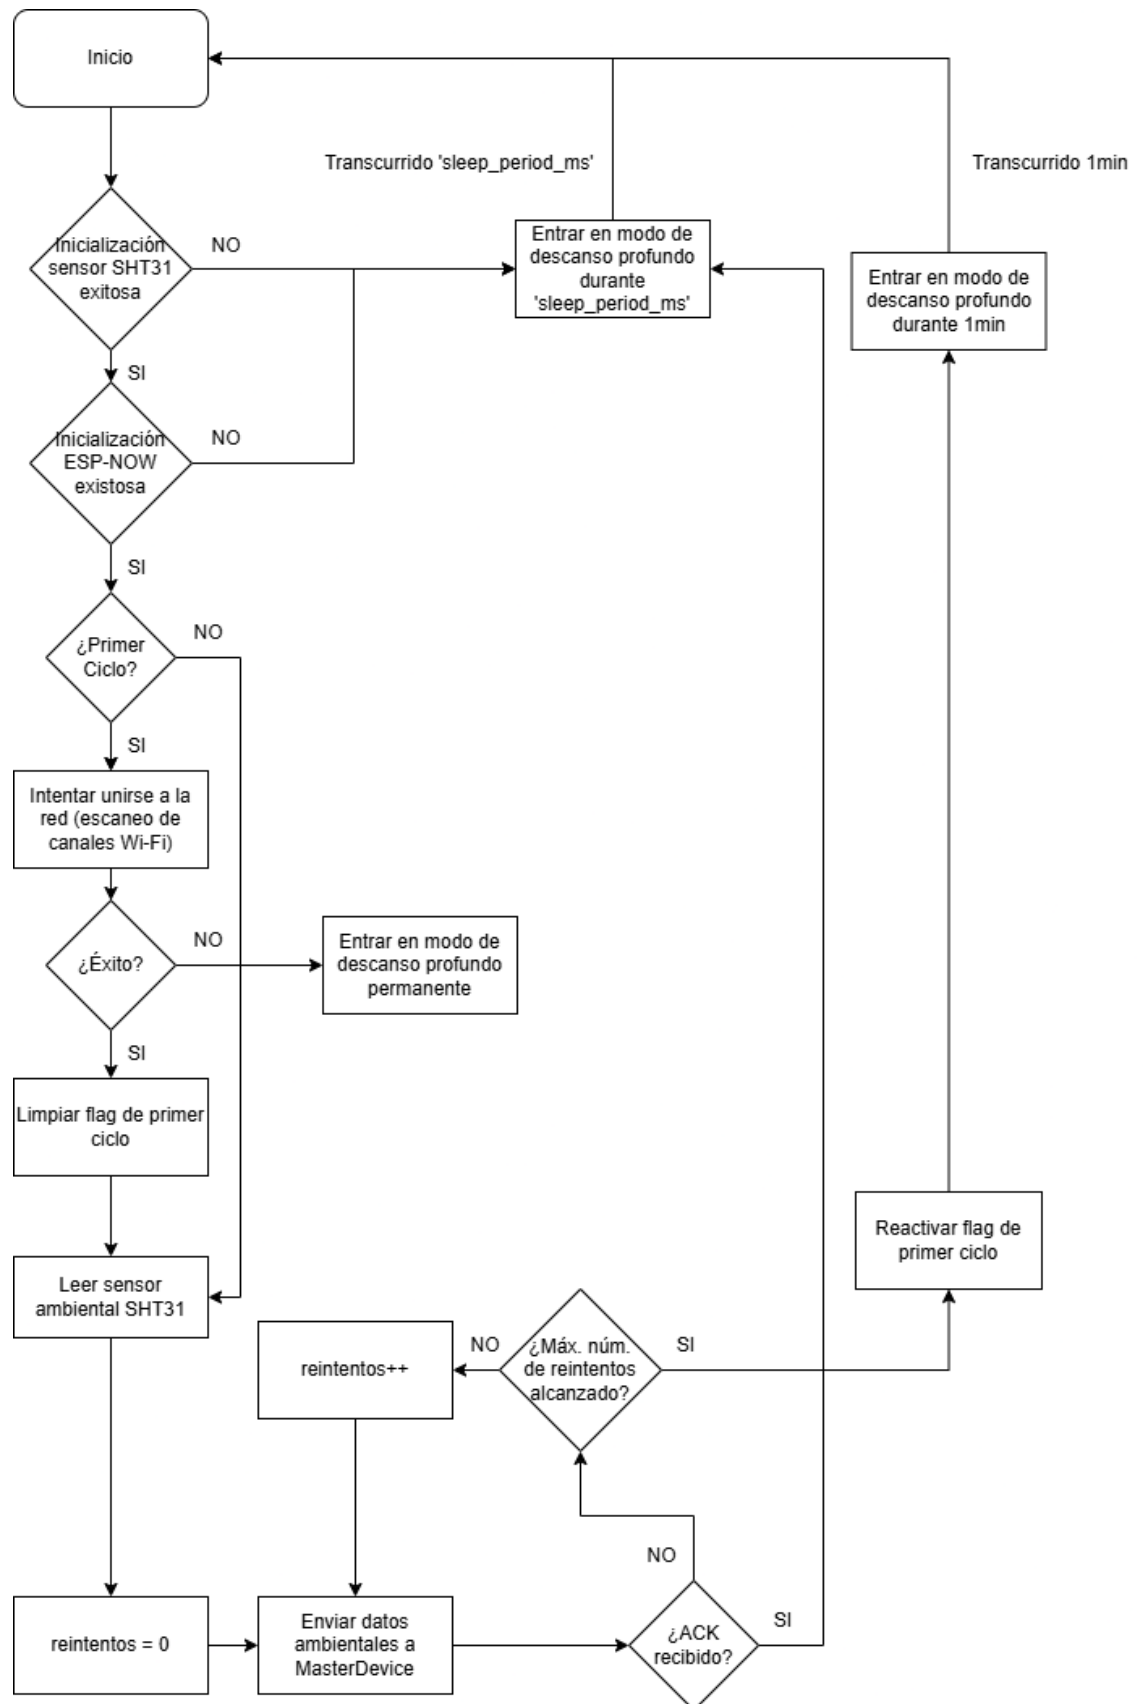 Inicio
Transcurrido 'sleep_period_ms'
Transcurrido 1min
Inicialización
sensor SHT31
exitosa
NO
Entrar en modo de
descanso profundo
durante
'sleep_period_ms'
Entrar en modo de
descanso profundo
durante 1min
SI
Inicialización
ESP-NOW
existosa
NO
SI
¿Primer
Ciclo?
NO
SI
Intentar unirse a la
red (escaneo de
canales Wi-Fi)
¿Éxito?
NO
Entrar en modo de
descanso profundo
permanente
SI
Limpiar flag de primer
ciclo
Reactivar flag de
primer ciclo
Leer sensor
ambiental SHT31
reintentos++
NO
¿Máx. núm.
de reintentos
alcanzado?
SI
NO
reintentos = 0
Enviar datos
ambientales a
MasterDevice
¿ACK
recibido?
SI